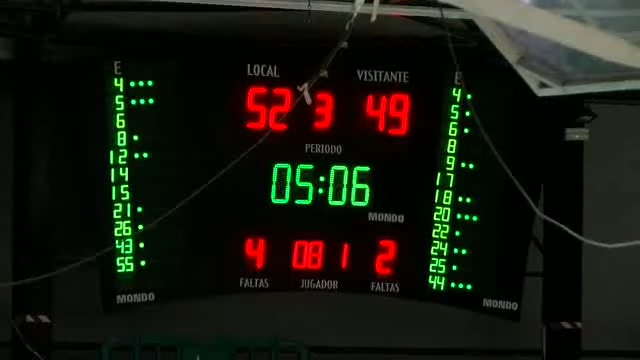 LOCAL VISITANTE
52 3 49
PERIODO
05:06
MONDO
4 08 1 2
FALTAS JUGADOR FALTAS
E
4
5
6
8
12
14
15
21
26
43
55
MONDO
E
4
5
6
8
9
17
18
20
22
24
25
44
MONDO